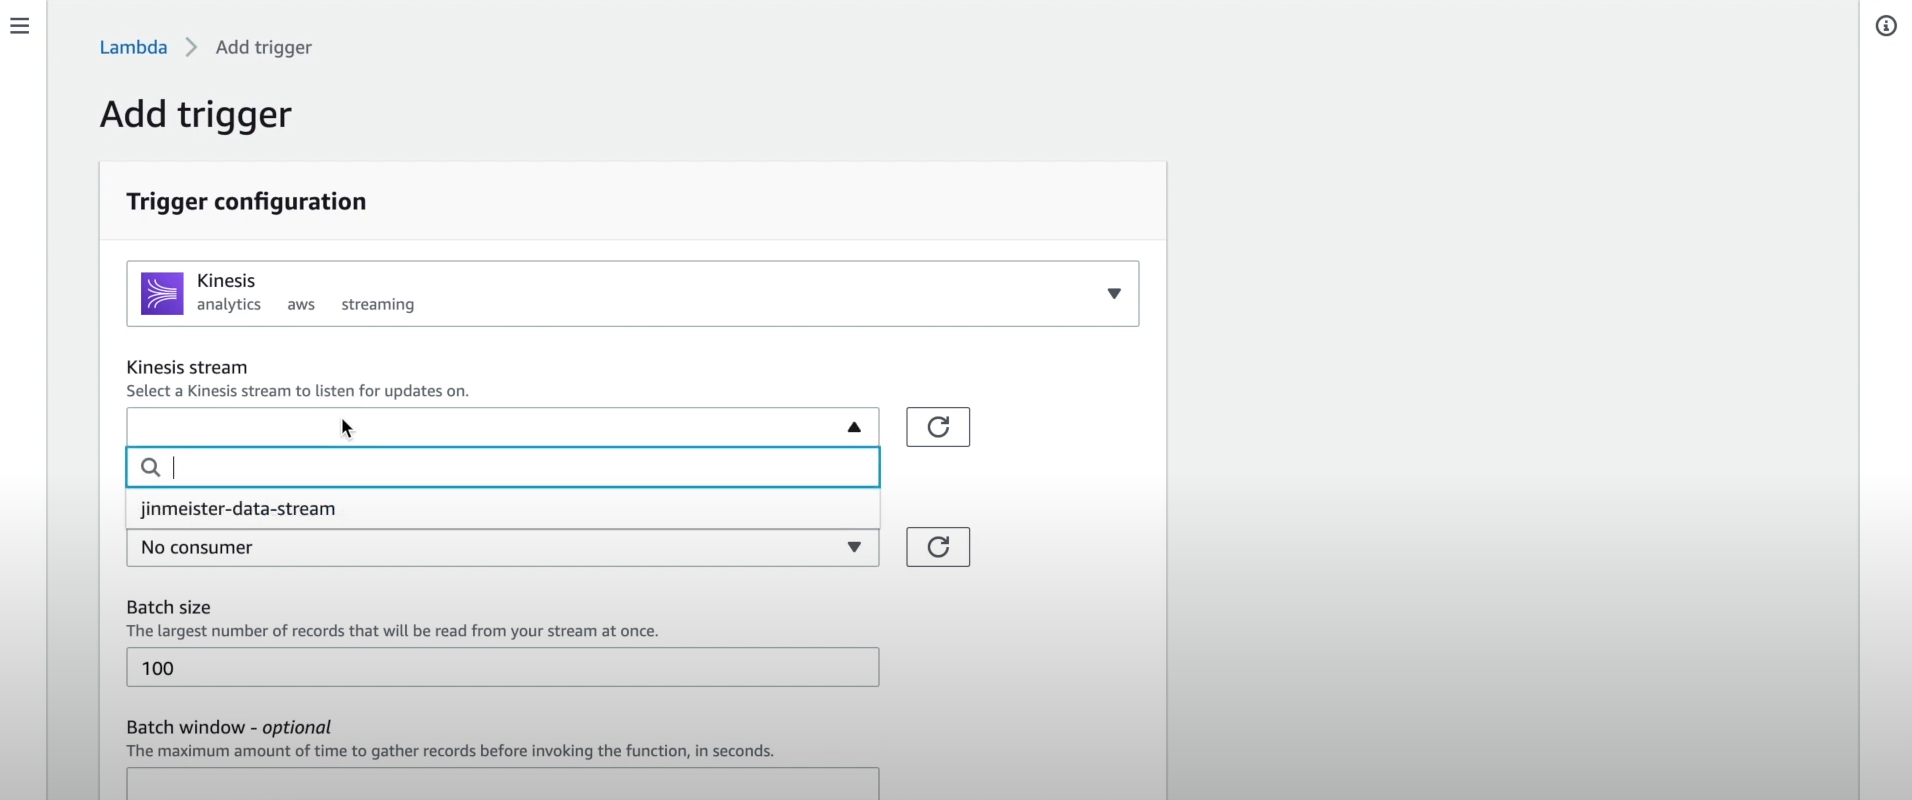 Lambda > Add trigger
Add trigger
Trigger configuration
Kinesis
analytics aws streaming
Kinesis stream
Select a Kinesis stream to listen for updates on.
jinmeister-data-stream
No consumer
Batch size
The largest number of records that will be read from your stream at once.
100
Batch window - optional
The maximum amount of time to gather records before invoking the function, in seconds.